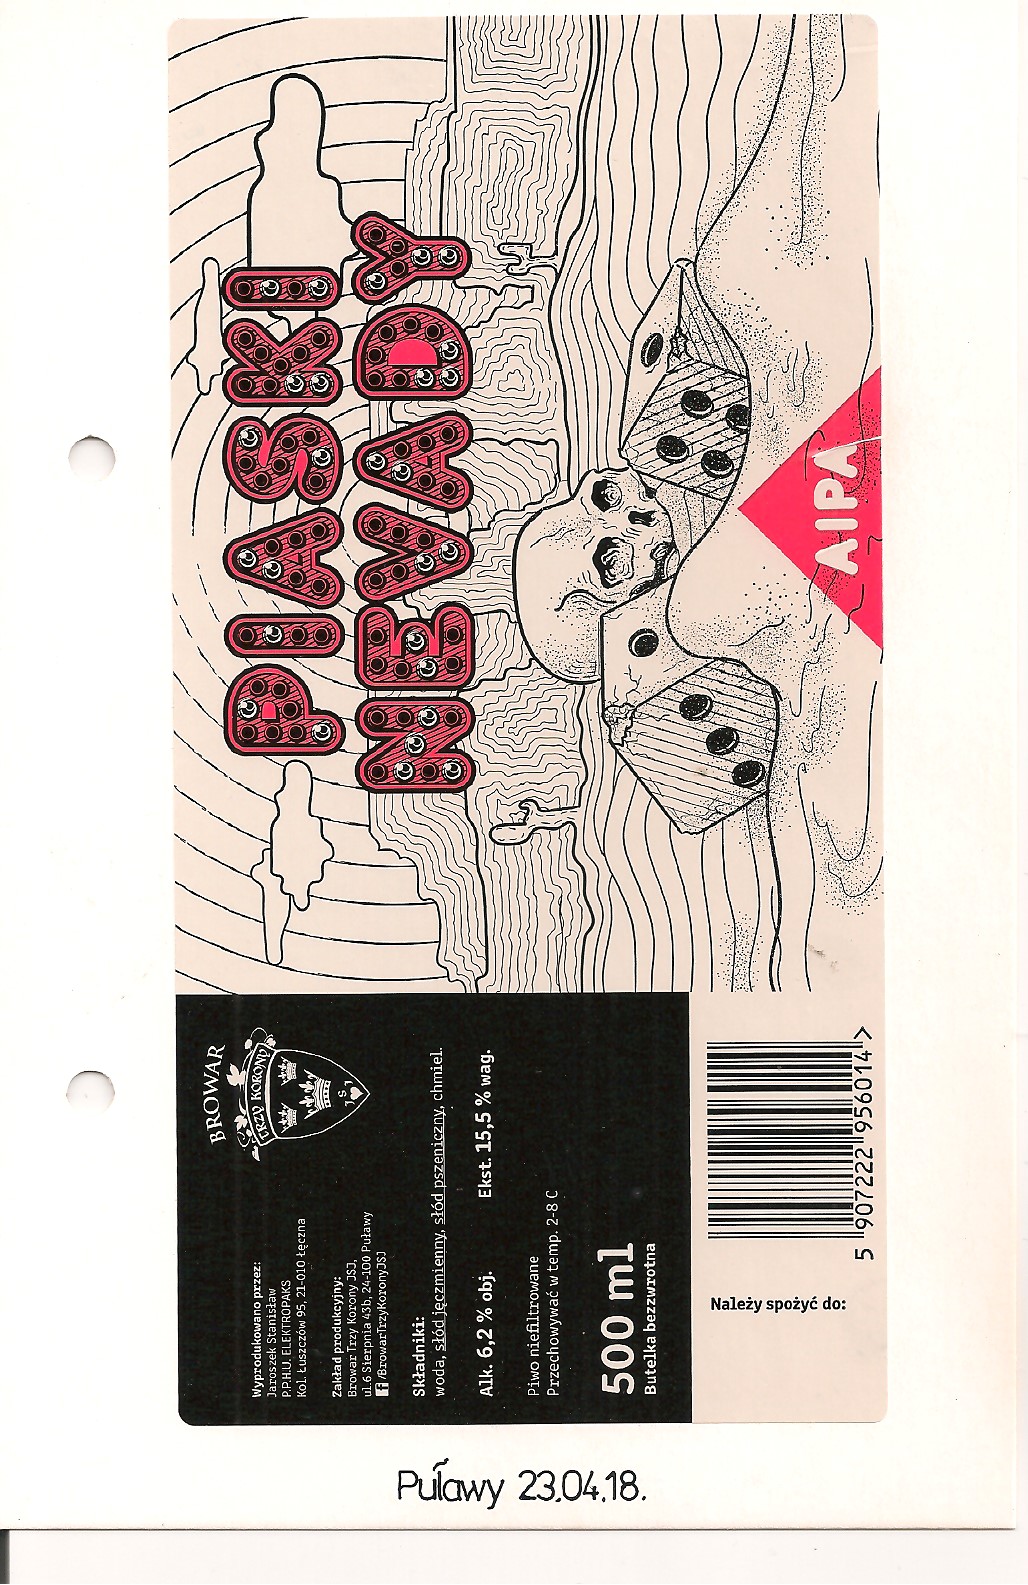 PIASKI
NEVADY
AIPA
BROWAR
TRZY KORONY
J S J
Wyprodukowano przez:
Jaroszek Stanisław
P.P.H.U. ELEKTROPAKS
Kol. Łuszczów 95, 21-010 Łęczna
Zakład produkcyjny:
Browar Trzy Korony JSJ,
ul.6 Sierpnia 43b, 24-100 Puławy
f /BrowarTrzyKoronyJSJ
Składniki:
woda, słód jęczmienny, słód pszeniczny, chmiel.
Alk. 6,2 % obj. Ekst. 15,5 % wag.
Piwo niefiltrowane
Przechowywać w temp. 2-8 C
500 ml
Butelka bezzwrotna
5 907222 956014 >
Należy spożyć do:
Puławy 23.04.18.